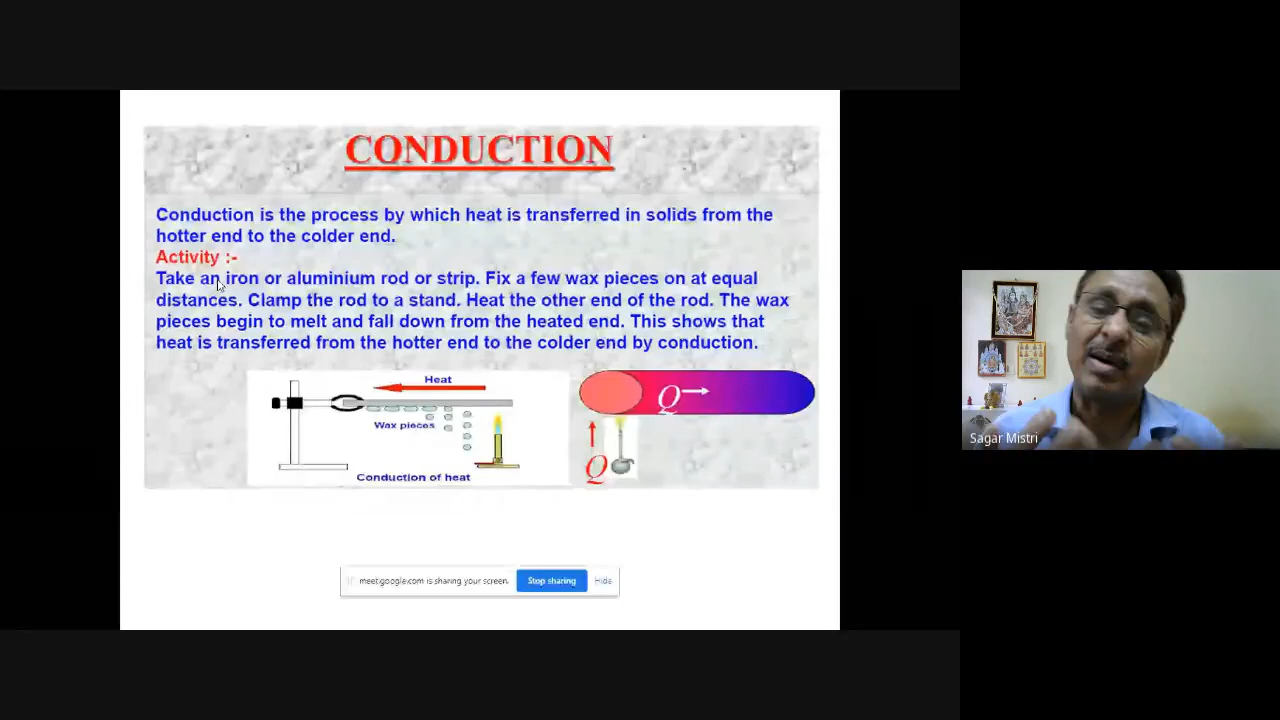 CONDUCTION
Conduction is the process by which heat is transferred in solids from the
hotter end to the colder end.
Activity :-
Take an iron or aluminium rod or strip. Fix a few wax pieces on at equal
distances. Clamp the rod to a stand. Heat the other end of the rod. The wax
pieces begin to melt and fall down from the heated end. This shows that
heat is transferred from the hotter end to the colder end by conduction.
Heat
Wax pieces
Conduction of heat
Q
Q
meet.google.com is sharing your screen.
Stop sharing
Hide
Sagar Mistri